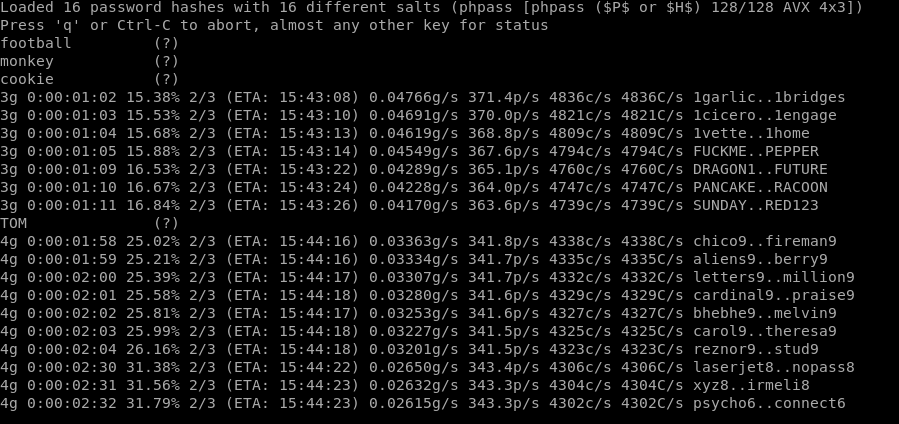 Loaded 16 password hashes with 16 different salts (phpass [phpass ($P$ or $H$) 128/128 AVX 4x3])
Press 'q' or Ctrl-C to abort, almost any other key for status
football         (?)
monkey           (?)
cookie           (?)
3g 0:00:01:02 15.38% 2/3 (ETA: 15:43:08) 0.04766g/s 371.4p/s 4836c/s 4836C/s 1garlic..1bridges
3g 0:00:01:03 15.53% 2/3 (ETA: 15:43:10) 0.04691g/s 370.0p/s 4821c/s 4821C/s 1cicero..1engage
3g 0:00:01:04 15.68% 2/3 (ETA: 15:43:13) 0.04619g/s 368.8p/s 4809c/s 4809C/s 1vette..1home
3g 0:00:01:05 15.88% 2/3 (ETA: 15:43:14) 0.04549g/s 367.6p/s 4794c/s 4794C/s FUCKME..PEPPER
3g 0:00:01:09 16.53% 2/3 (ETA: 15:43:22) 0.04289g/s 365.1p/s 4760c/s 4760C/s DRAGON1..FUTURE
3g 0:00:01:10 16.67% 2/3 (ETA: 15:43:24) 0.04228g/s 364.0p/s 4747c/s 4747C/s PANCAKE..RACOON
3g 0:00:01:11 16.84% 2/3 (ETA: 15:43:26) 0.04170g/s 363.6p/s 4739c/s 4739C/s SUNDAY..RED123
TOM              (?)
4g 0:00:01:58 25.02% 2/3 (ETA: 15:44:16) 0.03363g/s 341.8p/s 4338c/s 4338C/s chico9..fireman9
4g 0:00:01:59 25.21% 2/3 (ETA: 15:44:16) 0.03334g/s 341.7p/s 4335c/s 4335C/s aliens9..berry9
4g 0:00:02:00 25.39% 2/3 (ETA: 15:44:17) 0.03307g/s 341.7p/s 4332c/s 4332C/s letters9..million9
4g 0:00:02:01 25.58% 2/3 (ETA: 15:44:18) 0.03280g/s 341.6p/s 4329c/s 4329C/s cardinal9..praise9
4g 0:00:02:02 25.81% 2/3 (ETA: 15:44:17) 0.03253g/s 341.6p/s 4327c/s 4327C/s bhebhe9..melvin9
4g 0:00:02:03 25.99% 2/3 (ETA: 15:44:18) 0.03227g/s 341.5p/s 4325c/s 4325C/s carol9..theresa9
4g 0:00:02:04 26.16% 2/3 (ETA: 15:44:18) 0.03201g/s 341.5p/s 4323c/s 4323C/s reznor9..stud9
4g 0:00:02:30 31.38% 2/3 (ETA: 15:44:22) 0.02650g/s 343.4p/s 4306c/s 4306C/s laserjet8..nopass8
4g 0:00:02:31 31.56% 2/3 (ETA: 15:44:23) 0.02632g/s 343.3p/s 4304c/s 4304C/s xyz8..irmeli8
4g 0:00:02:32 31.79% 2/3 (ETA: 15:44:23) 0.02615g/s 343.3p/s 4302c/s 4302C/s psycho6..connect6